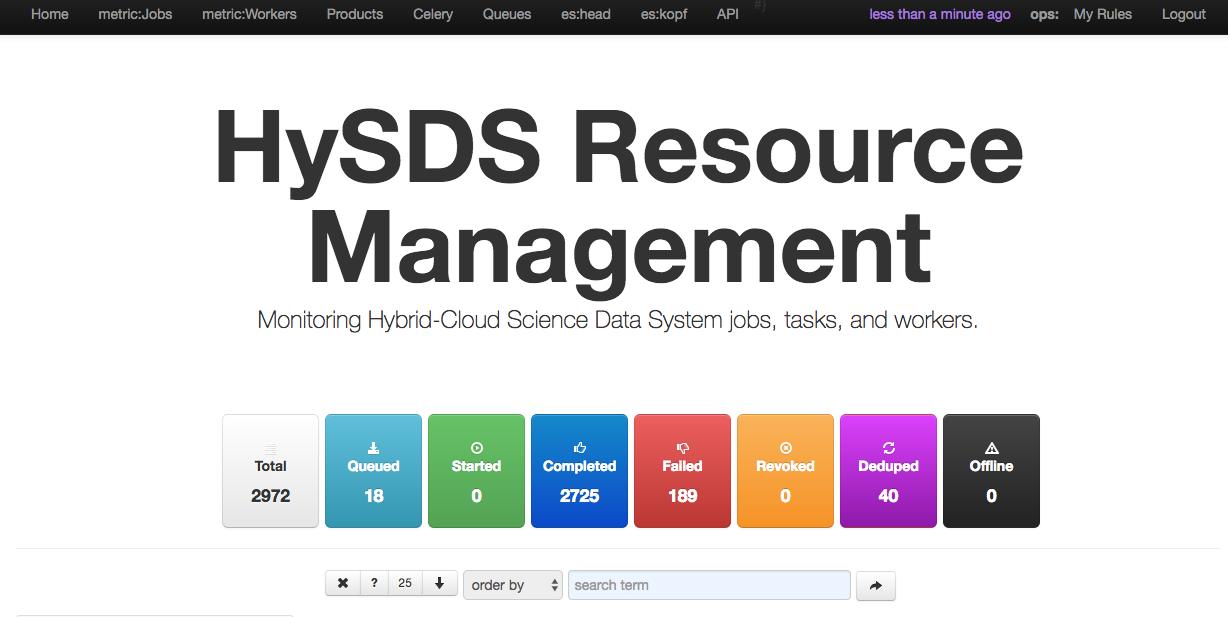 Home metric:Jobs metric:Workers Products Celery Queues es:head es:kopf API #} less than a minute ago ops: My Rules Logout
HySDS Resource
Management
Monitoring Hybrid-Cloud Science Data System jobs, tasks, and workers.
Total Queued Started Completed Failed Revoked Deduped Offline
2972 18 0 2725 189 0 40 0
? 25 order by search term